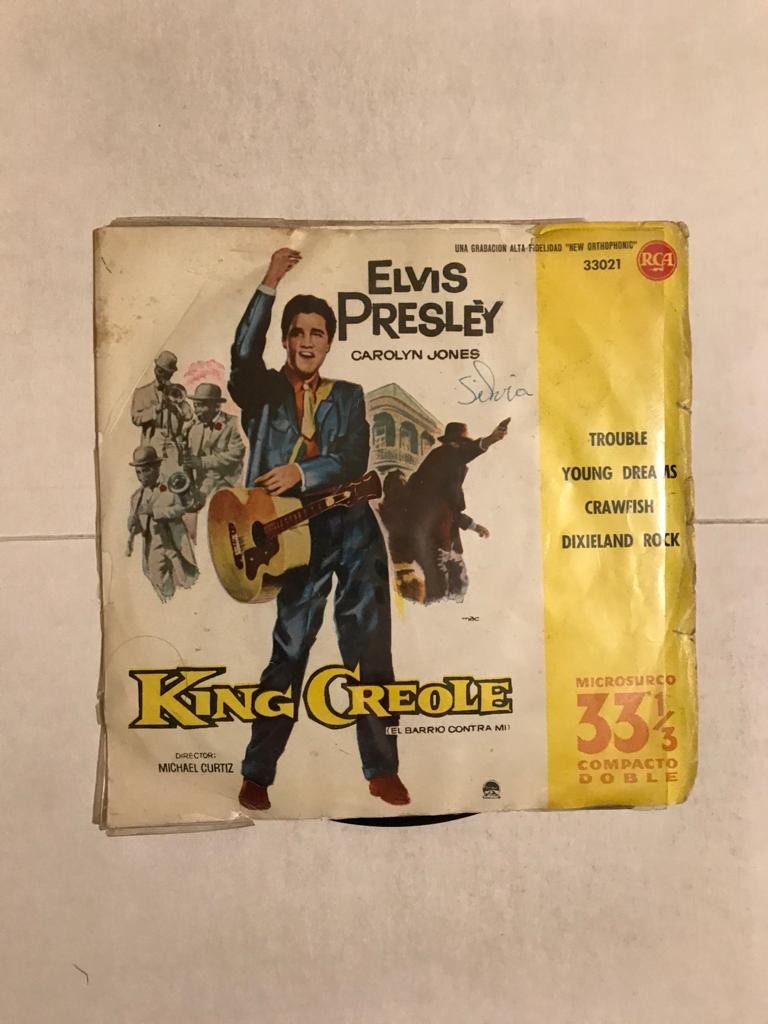 UNA GRABACION ALTA-FIDELIDAD "NEW ORTHOPHONIC"
33021
RCA
ELVIS
PRESLEY
CAROLYN JONES
Silvia
TROUBLE
YOUNG DREAMS
CRAWFISH
DIXIELAND ROCK
mac
KING CREOLE
(EL BARRIO CONTRA MI)
DIRECTOR:
MICHAEL CURTIZ
MICROSURCO
33 1/3
COMPACTO
DOBLE